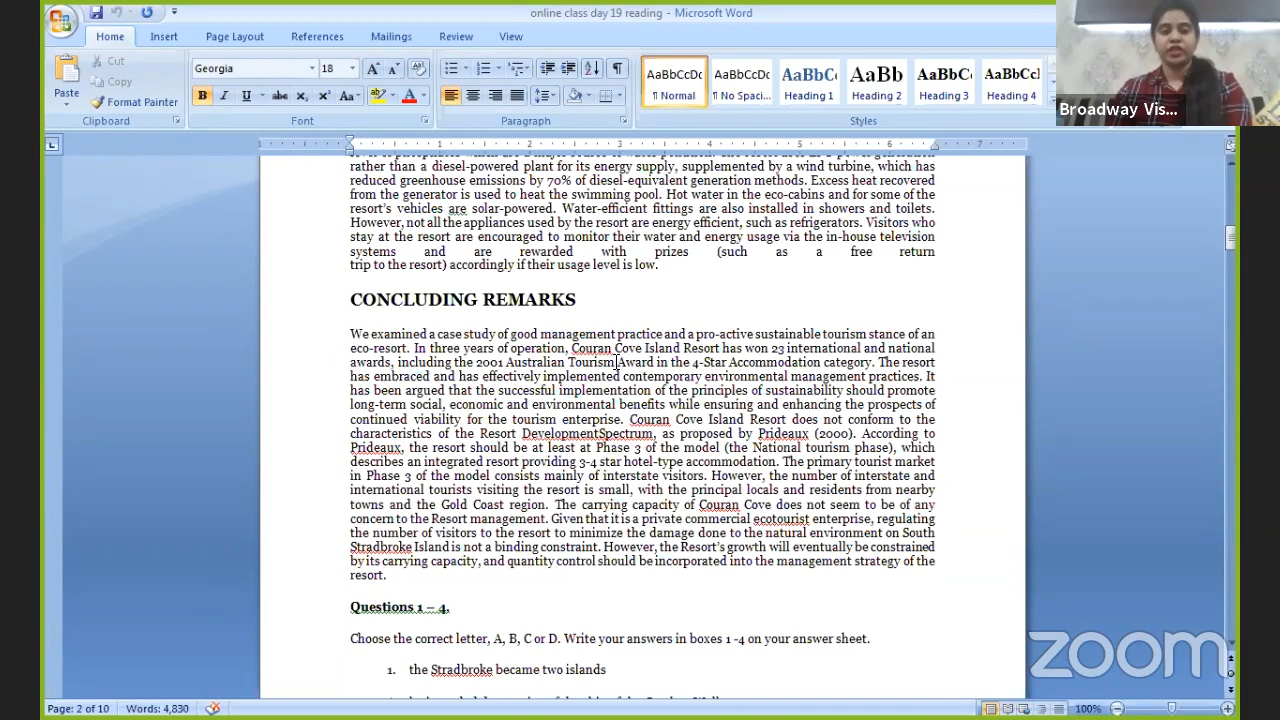 online class day 19 reading - Microsoft Word
Home Insert Page Layout References Mailings Review View
Paste
Cut
Copy
Format Painter
Georgia 18
AaBbCcDc AaBbCcDc AaBbC AaBb AaBbC AaBbCcI
¶ Normal ¶ No Spaci... Heading 1 Heading 2 Heading 3 Heading 4
Clipboard Font Paragraph Styles
Broadway Vis...
rather than a diesel-powered plant for its energy supply, supplemented by a wind turbine, which has
reduced greenhouse emissions by 70% of diesel-equivalent generation methods. Excess heat recovered
from the generator is used to heat the swimming pool. Hot water in the eco-cabins and for some of the
resort's vehicles are solar-powered. Water-efficient fittings are also installed in showers and toilets.
However, not all the appliances used by the resort are energy efficient, such as refrigerators. Visitors who
stay at the resort are encouraged to monitor their water and energy usage via the in-house television
systems and are rewarded with prizes (such as a free return
trip to the resort) accordingly if their usage level is low.
CONCLUDING REMARKS
We examined a case study of good management practice and a pro-active sustainable tourism stance of an
eco-resort. In three years of operation, Couran Cove Island Resort has won 23 international and national
awards, including the 2001 Australian Tourism Award in the 4-Star Accommodation category. The resort
has embraced and has effectively implemented contemporary environmental management practices. It
has been argued that the successful implementation of the principles of sustainability should promote
long-term social, economic and environmental benefits while ensuring and enhancing the prospects of
continued viability for the tourism enterprise. Couran Cove Island Resort does not conform to the
characteristics of the Resort DevelopmentSpectrum, as proposed by Prideaux (2000). According to
Prideaux, the resort should be at least at Phase 3 of the model (the National tourism phase), which
describes an integrated resort providing 3-4 star hotel-type accommodation. The primary tourist market
in Phase 3 of the model consists mainly of interstate visitors. However, the number of interstate and
international tourists visiting the resort is small, with the principal locals and residents from nearby
towns and the Gold Coast region. The carrying capacity of Couran Cove does not seem to be of any
concern to the Resort management. Given that it is a private commercial ecotourist enterprise, regulating
the number of visitors to the resort to minimize the damage done to the natural environment on South
Stradbroke Island is not a binding constraint. However, the Resort's growth will eventually be constrained
by its carrying capacity, and quantity control should be incorporated into the management strategy of the
resort.
Questions 1 – 4.
Choose the correct letter, A, B, C or D. Write your answers in boxes 1 -4 on your answer sheet.
1. the Stradbroke became two islands
zoom
Page: 2 of 10 Words: 4,830 100%